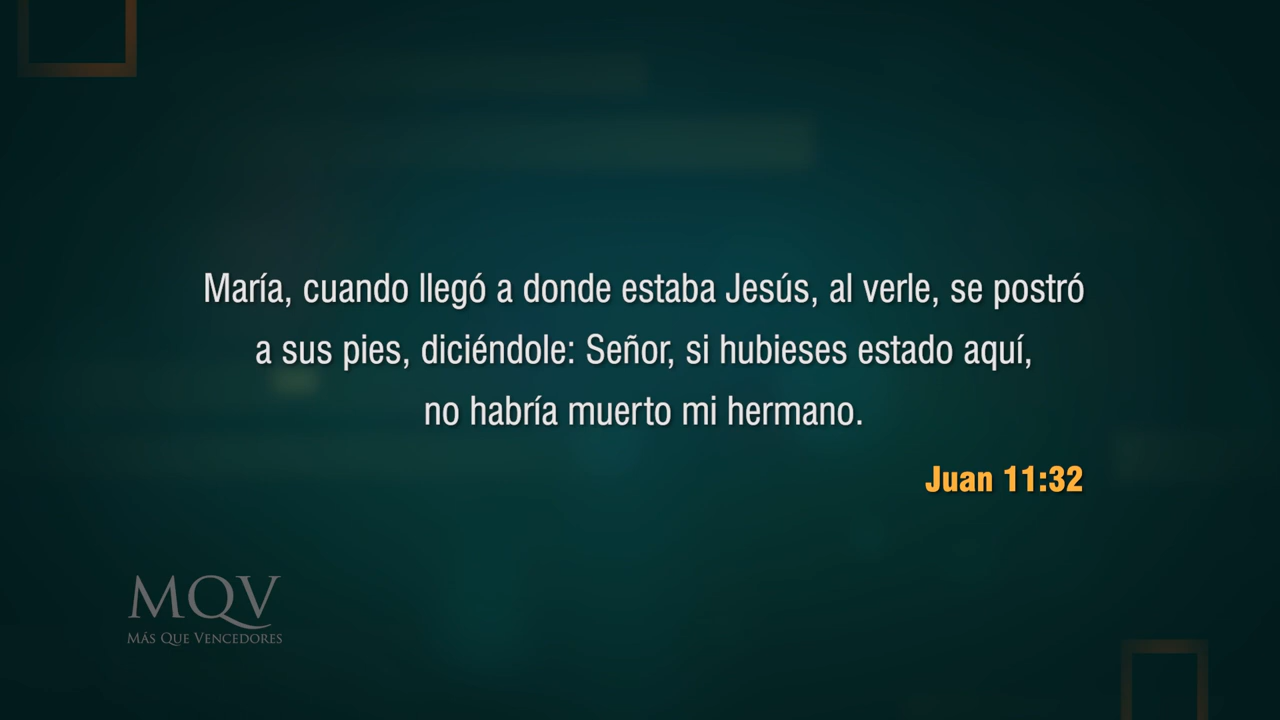 María, cuando llegó a donde estaba Jesús, al verle, se postró
a sus pies, diciéndole: Señor, si hubieses estado aquí,
no habría muerto mi hermano.
Juan 11:32
MQV
MÁS QUE VENCEDORES